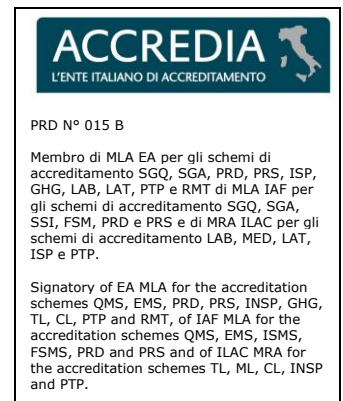 ACCREDIA
L'ENTE ITALIANO DI ACCREDITAMENTO
PRD N° 015 B
Membro di MLA EA per gli schemi di
accreditamento SGQ, SGA, PRD, PRS, ISP,
GHG, LAB, LAT, PTP e RMT di MLA IAF per
gli schemi di accreditamento SGQ, SGA,
SSI, FSM, PRD e PRS e di MRA ILAC per gli
schemi di accreditamento LAB, MED, LAT,
ISP e PTP.
Signatory of EA MLA for the accreditation
schemes QMS, EMS, PRD, PRS, INSP, GHG,
TL, CL, PTP and RMT, of IAF MLA for the
accreditation schemes QMS, EMS, ISMS,
FSMS, PRD and PRS and of ILAC MRA for
the accreditation schemes TL, ML, CL, INSP
and PTP.